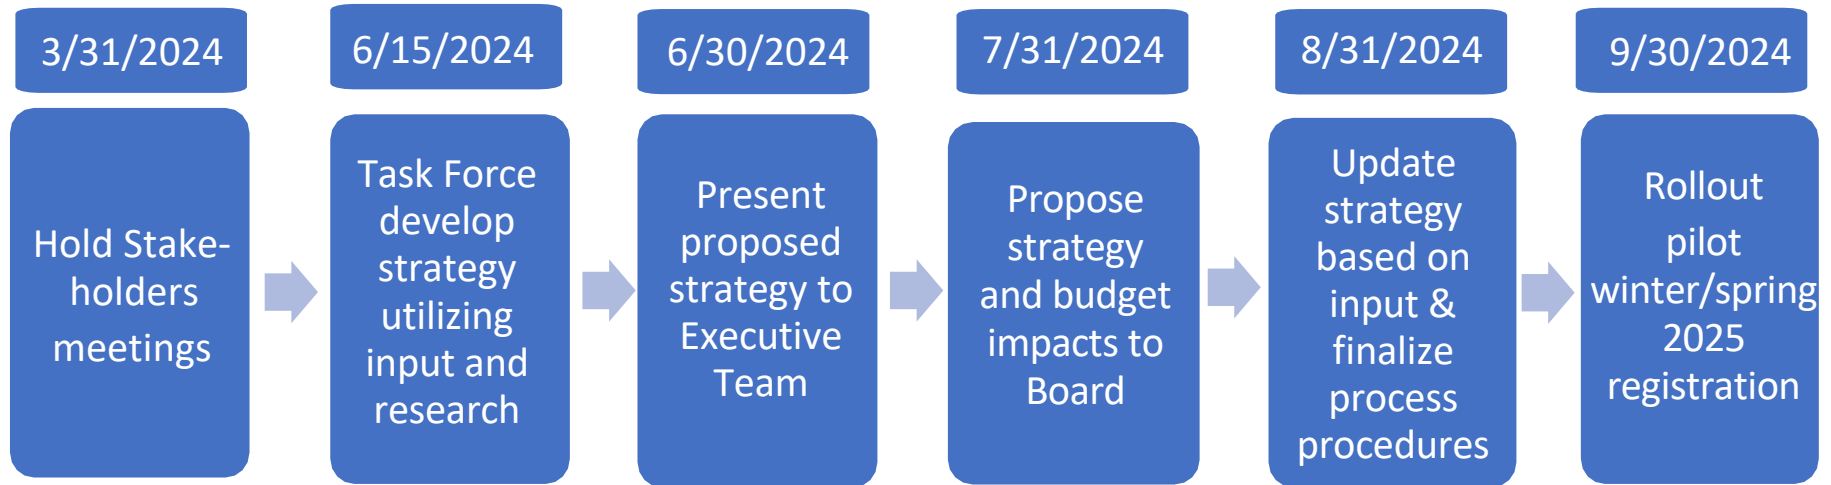 3/31/2024
6/15/2024
6/30/2024
7/31/2024
8/31/2024
9/30/2024
Hold Stake-
holders
meetings
Task Force
develop
strategy
utilizing
input and
research
Present
proposed
strategy to
Executive
Team
Propose
strategy
and budget
impacts to
Board
Update
strategy
based on
input &
finalize
process
procedures
Rollout
pilot
winter/spring
2025
registration